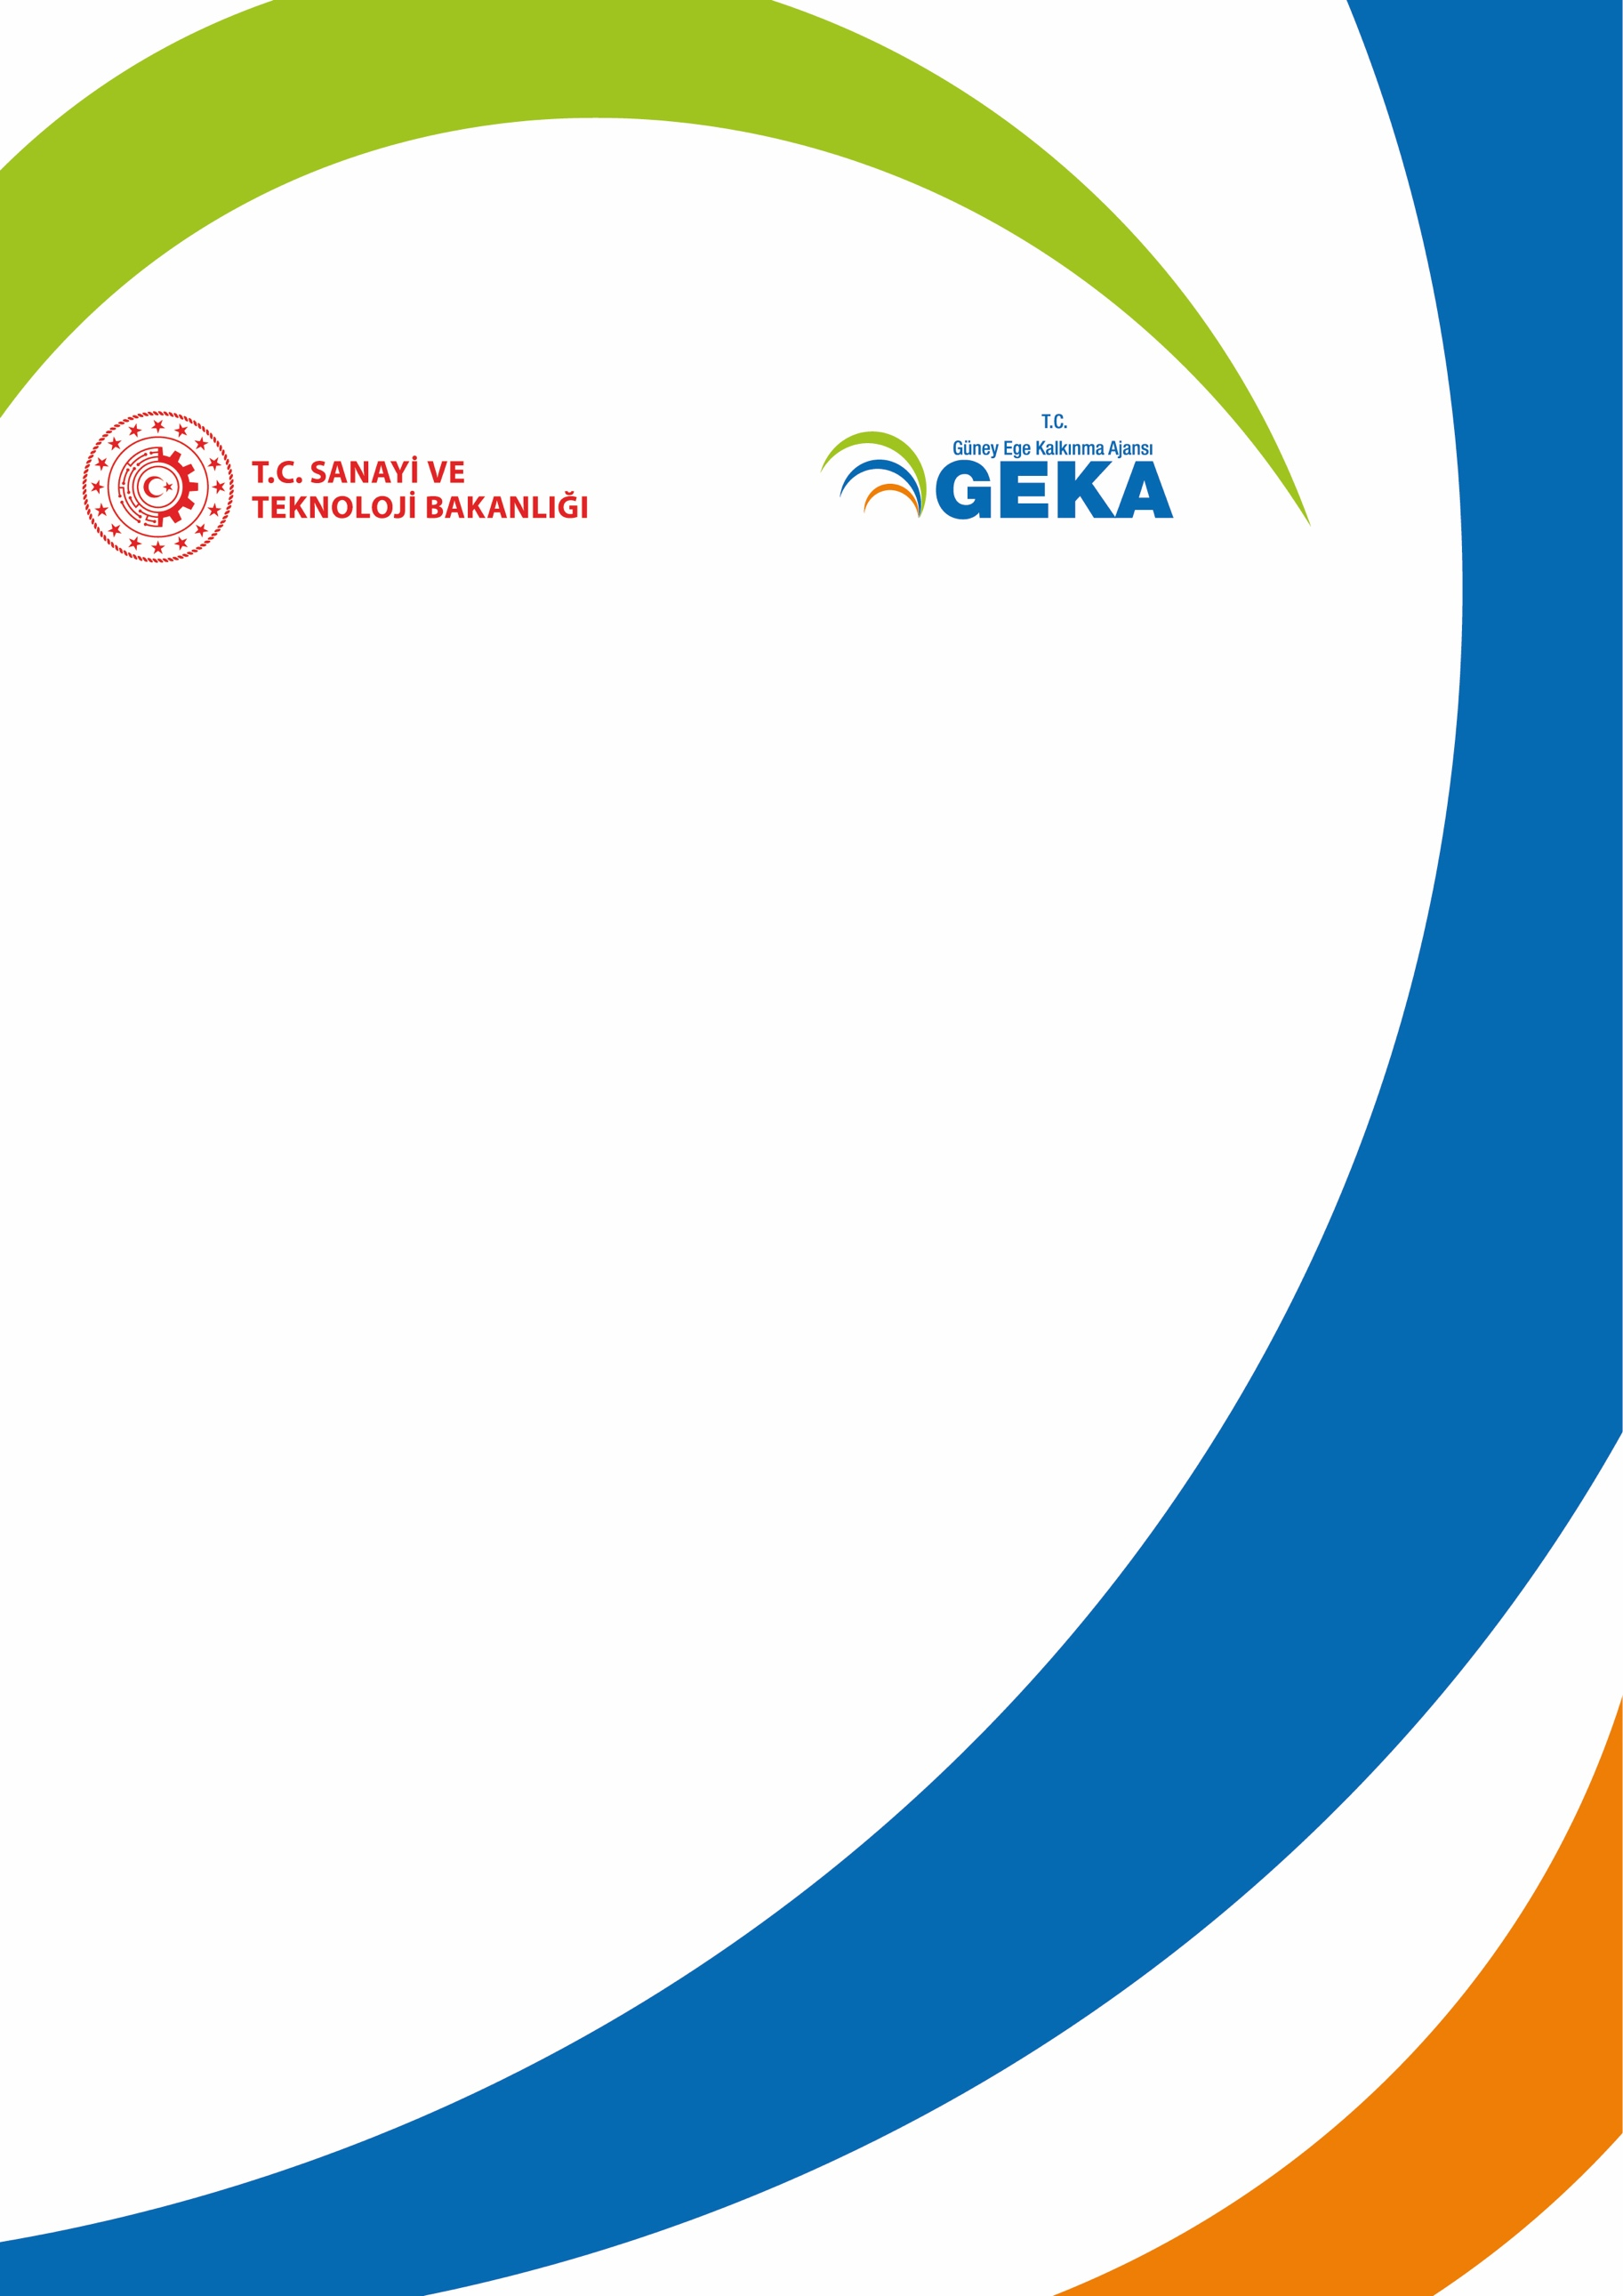 T.C.SANAYİ VE
TEKNOLOJİ BAKANLIĞI
T.C.
Güney Ege Kalkınma Ajansı
GEKA